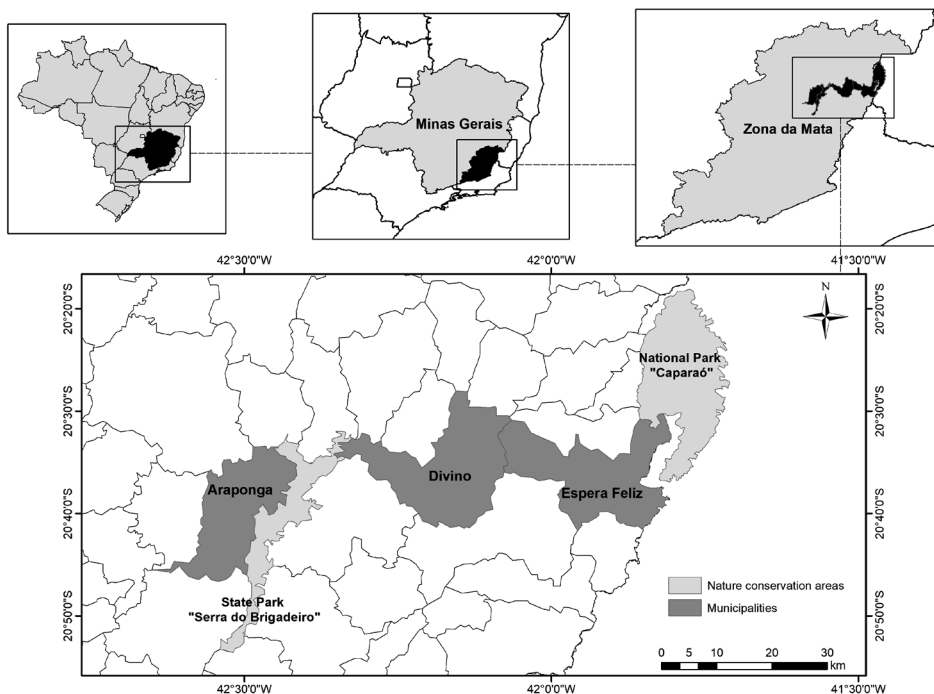 Minas Gerais
Zona da Mata
42°30'0"W
42°0'0"W
41°30'0"W
20°20'0"S
20°20'0"S
N
National Park
"Caparaó"
20°30'0"S
20°30'0"S
Araponga
Divino
Espera Feliz
20°40'0"S
20°40'0"S
Nature conservation areas
State Park
"Serra do Brigadeiro"
Municipalities
20°50'0"S
20°50'0"S
0 5 10 20 30
km
42°30'0"W
42°0'0"W
41°30'0"W